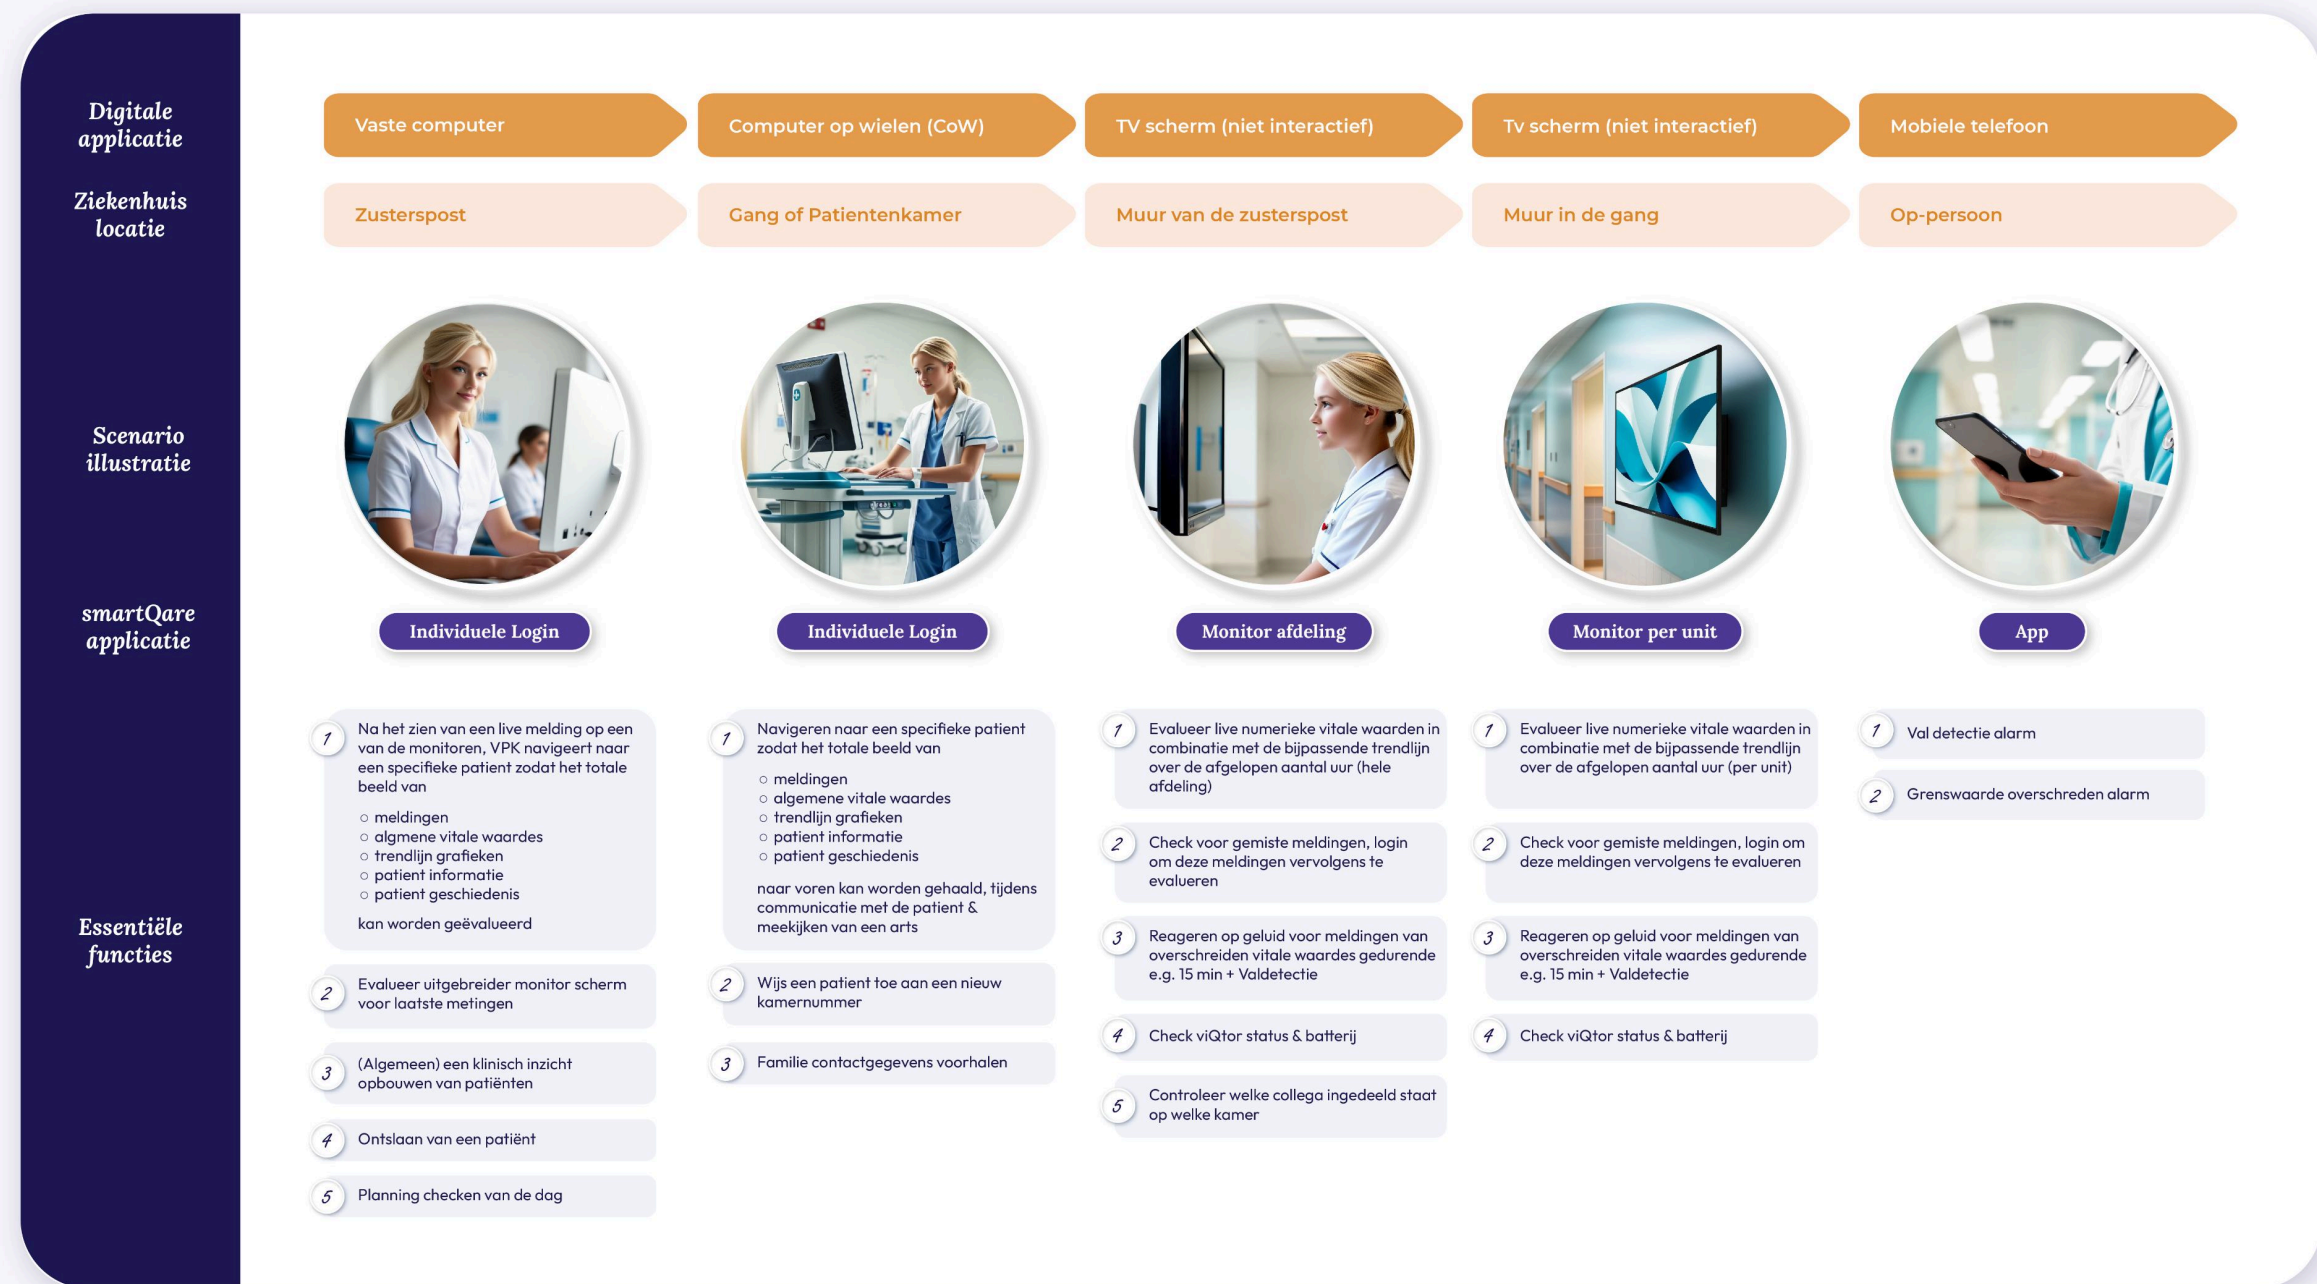 Digitale
applicatie
Vaste computer
Computer op wielen (CoW)
TV scherm (niet interactief)
Tv scherm (niet interactief)
Mobiele telefoon
Ziekenhuis
locatie
Zusterspost
Gang of Patientenkamer
Muur van de zusterspost
Muur in de gang
Op-persoon
Scenario
illustratie
smartQare
applicatie
Individuele Login
Individuele Login
Monitor afdeling
Monitor per unit
App
Essentiële
functies
1
Na het zien van een live melding op een
van de monitoren, VPK navigeert naar
een specifieke patient zodat het totale
beeld van
○ meldingen
○ algmene vitale waardes
○ trendlijn grafieken
○ patient informatie
○ patient geschiedenis
kan worden geëvalueerd
2
Evalueer uitgebreider monitor scherm
voor laatste metingen
3
(Algemeen) een klinisch inzicht
opbouwen van patiënten
4
Ontslaan van een patiënt
5
Planning checken van de dag
1
Navigeren naar een specifieke patient
zodat het totale beeld van
○ meldingen
○ algemene vitale waardes
○ trendlijn grafieken
○ patient informatie
○ patient geschiedenis
naar voren kan worden gehaald, tijdens
communicatie met de patient &
meekijken van een arts
2
Wijs een patient toe aan een nieuw
kamernummer
3
Familie contactgegevens voorhalen
1
Evalueer live numerieke vitale waarden in
combinatie met de bijpassende trendlijn
over de afgelopen aantal uur (hele
afdeling)
2
Check voor gemiste meldingen, login
om deze meldingen vervolgens te
evalueren
3
Reageren op geluid voor meldingen van
overschreiden vitale waardes gedurende
e.g. 15 min + Valdetectie
4
Check viQtor status & batterij
5
Controleer welke collega ingedeeld staat
op welke kamer
1
Evalueer live numerieke vitale waarden in
combinatie met de bijpassende trendlijn
over de afgelopen aantal uur (per unit)
2
Check voor gemiste meldingen, login om
deze meldingen vervolgens te evalueren
3
Reageren op geluid voor meldingen van
overschreiden vitale waardes gedurende
e.g. 15 min + Valdetectie
4
Check viQtor status & batterij
1
Val detectie alarm
2
Grenswaarde overschreden alarm